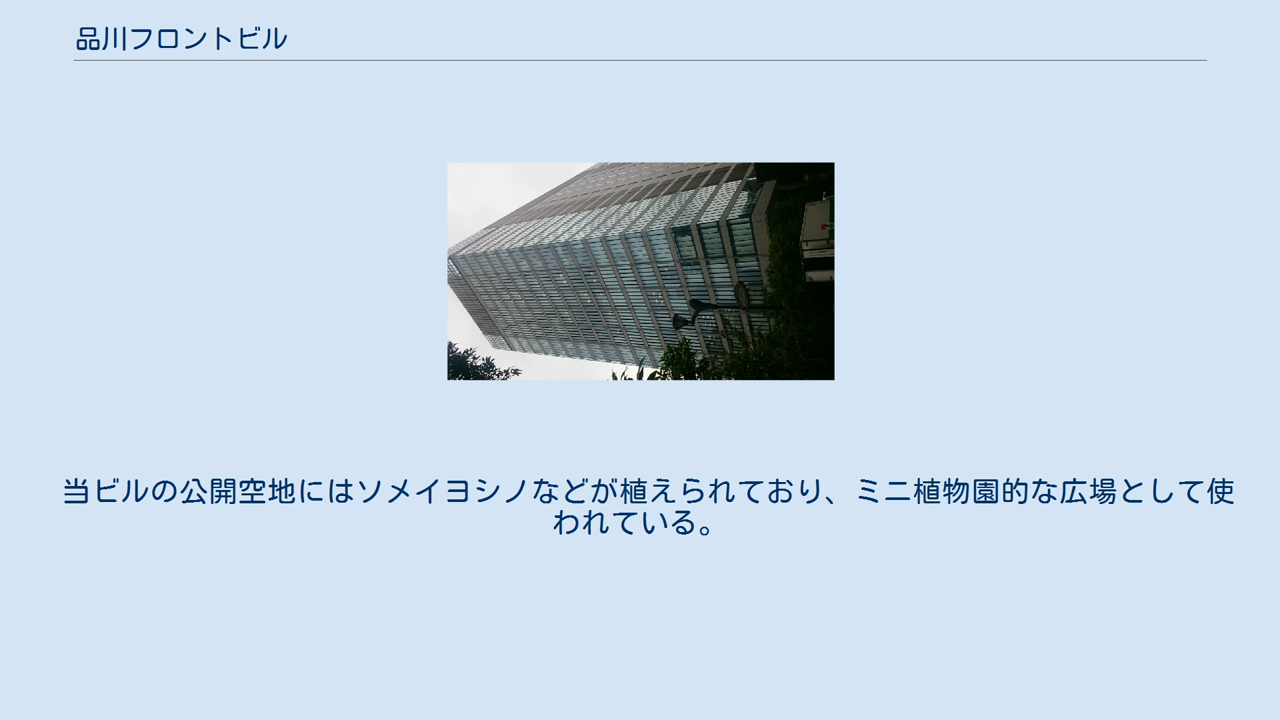 品川フロントビル
当ビルの公開空地にはソメイヨシノなどが植えられており、ミニ植物園的な広場として使
われている。